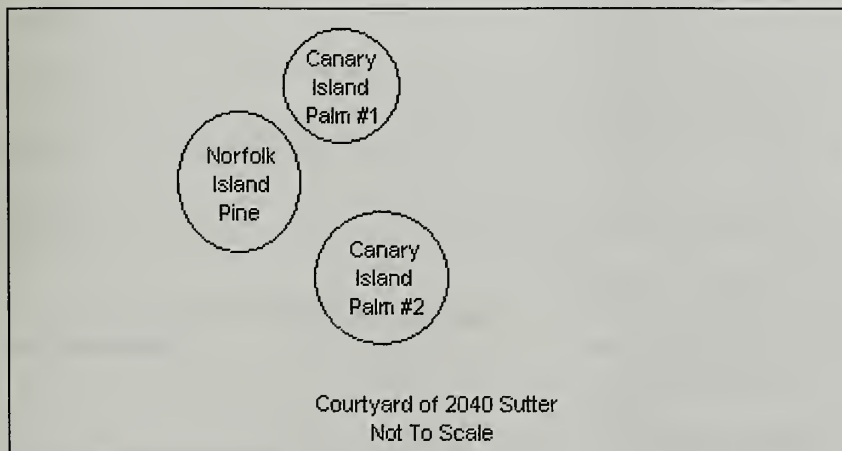 Canary
Island
Palm #1
Norfolk
Island
Pine
Canary
Island
Palm #2
Courtyard of 2040 Sutter
Not To Scale